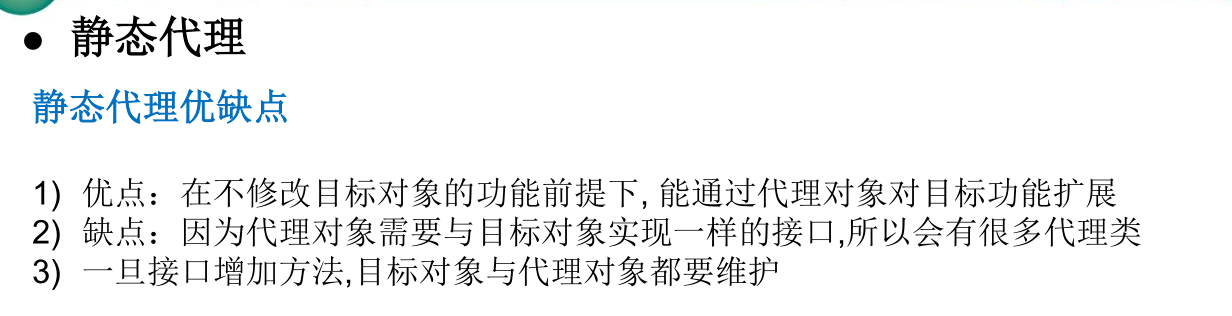 ● 静态代理
静态代理优缺点
1) 优点：在不修改目标对象的功能前提下, 能通过代理对象对目标功能扩展
2) 缺点：因为代理对象需要与目标对象实现一样的接口,所以会有很多代理类
3) 一旦接口增加方法,目标对象与代理对象都要维护